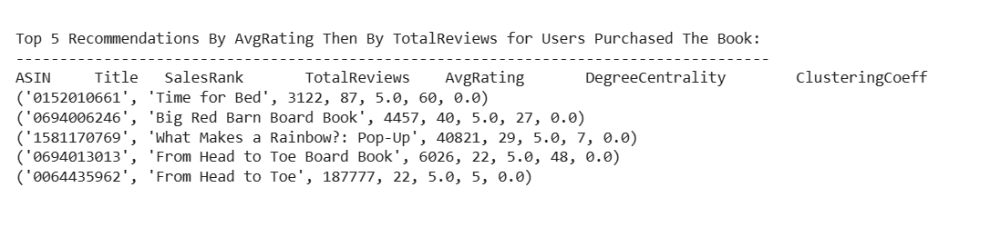 Top 5 Recommendations By AvgRating Then By TotalReviews for Users Purchased The Book:
--------------------------------------------------------------------------------------
ASIN     Title   SalesRank       TotalReviews    AvgRating       DegreeCentrality        ClusteringCoeff
('0152010661', 'Time for Bed', 3122, 87, 5.0, 60, 0.0)
('0694006246', 'Big Red Barn Board Book', 4457, 40, 5.0, 27, 0.0)
('1581170769', 'What Makes a Rainbow?: Pop-Up', 40821, 29, 5.0, 7, 0.0)
('0694013013', 'From Head to Toe Board Book', 6026, 22, 5.0, 48, 0.0)
('0064435962', 'From Head to Toe', 187777, 22, 5.0, 5, 0.0)